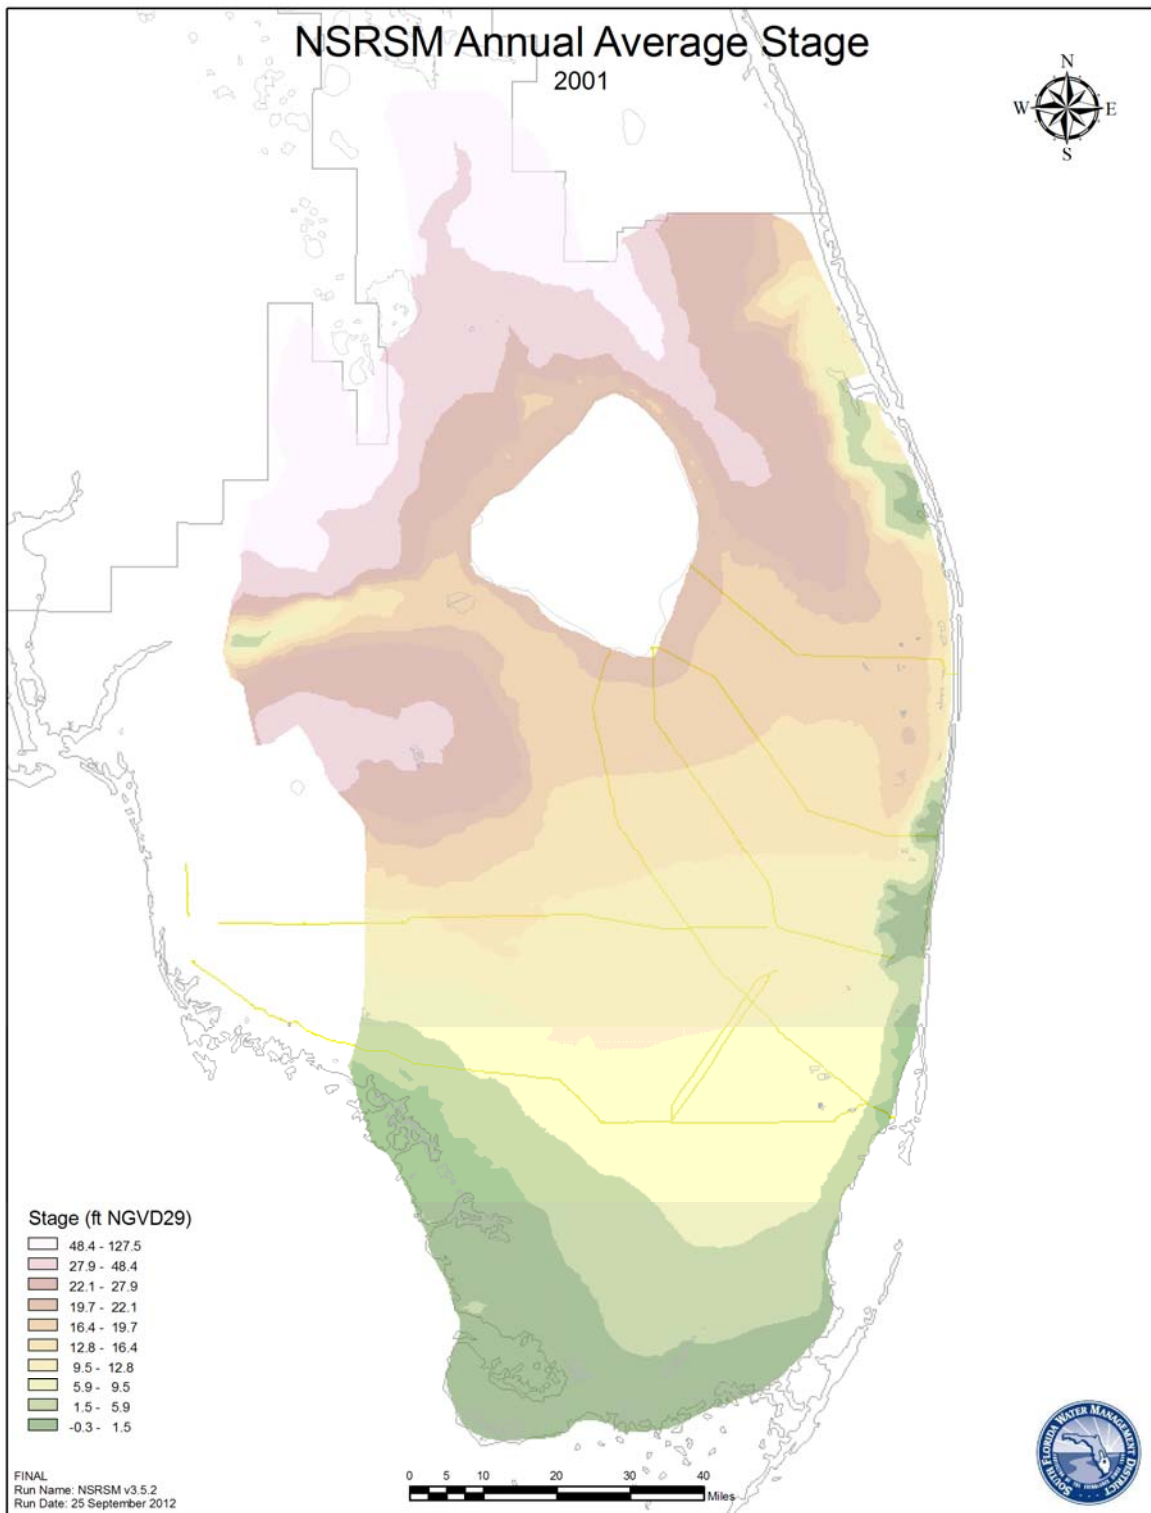 NSRSM Annual Average Stage
2001
N
W E
S
Stage (ft NGVD29)
48.4 - 127.5
27.9 - 48.4
22.1 - 27.9
19.7 - 22.1
16.4 - 19.7
12.8 - 16.4
9.5 - 12.8
5.9 - 9.5
1.5 - 5.9
-0.3 - 1.5
FINAL
Run Name: NSRSM v3.5.2
Run Date: 25 September 2012
0 5 10 20 30 40
Miles
SOUTH FLORIDA WATER MANAGEMENT DISTRICT